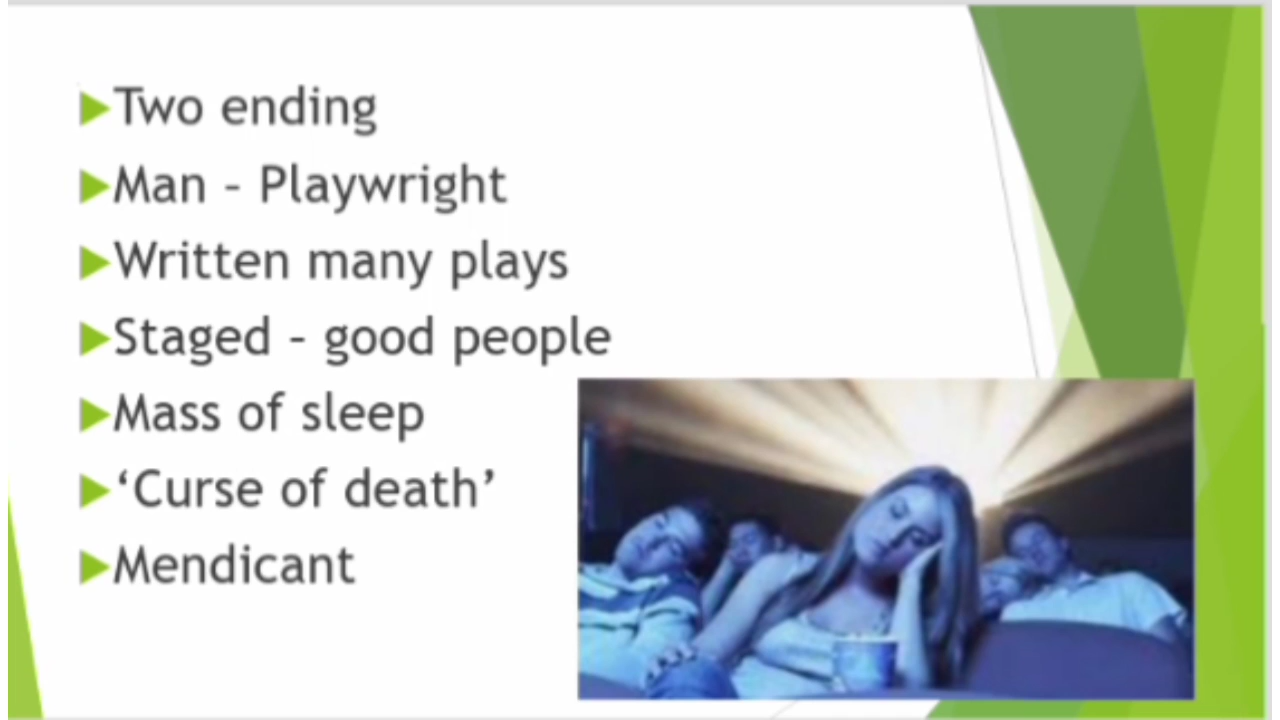 Two ending
Man – Playwright
Written many plays
Staged – good people
Mass of sleep
‘Curse of death’
Mendicant